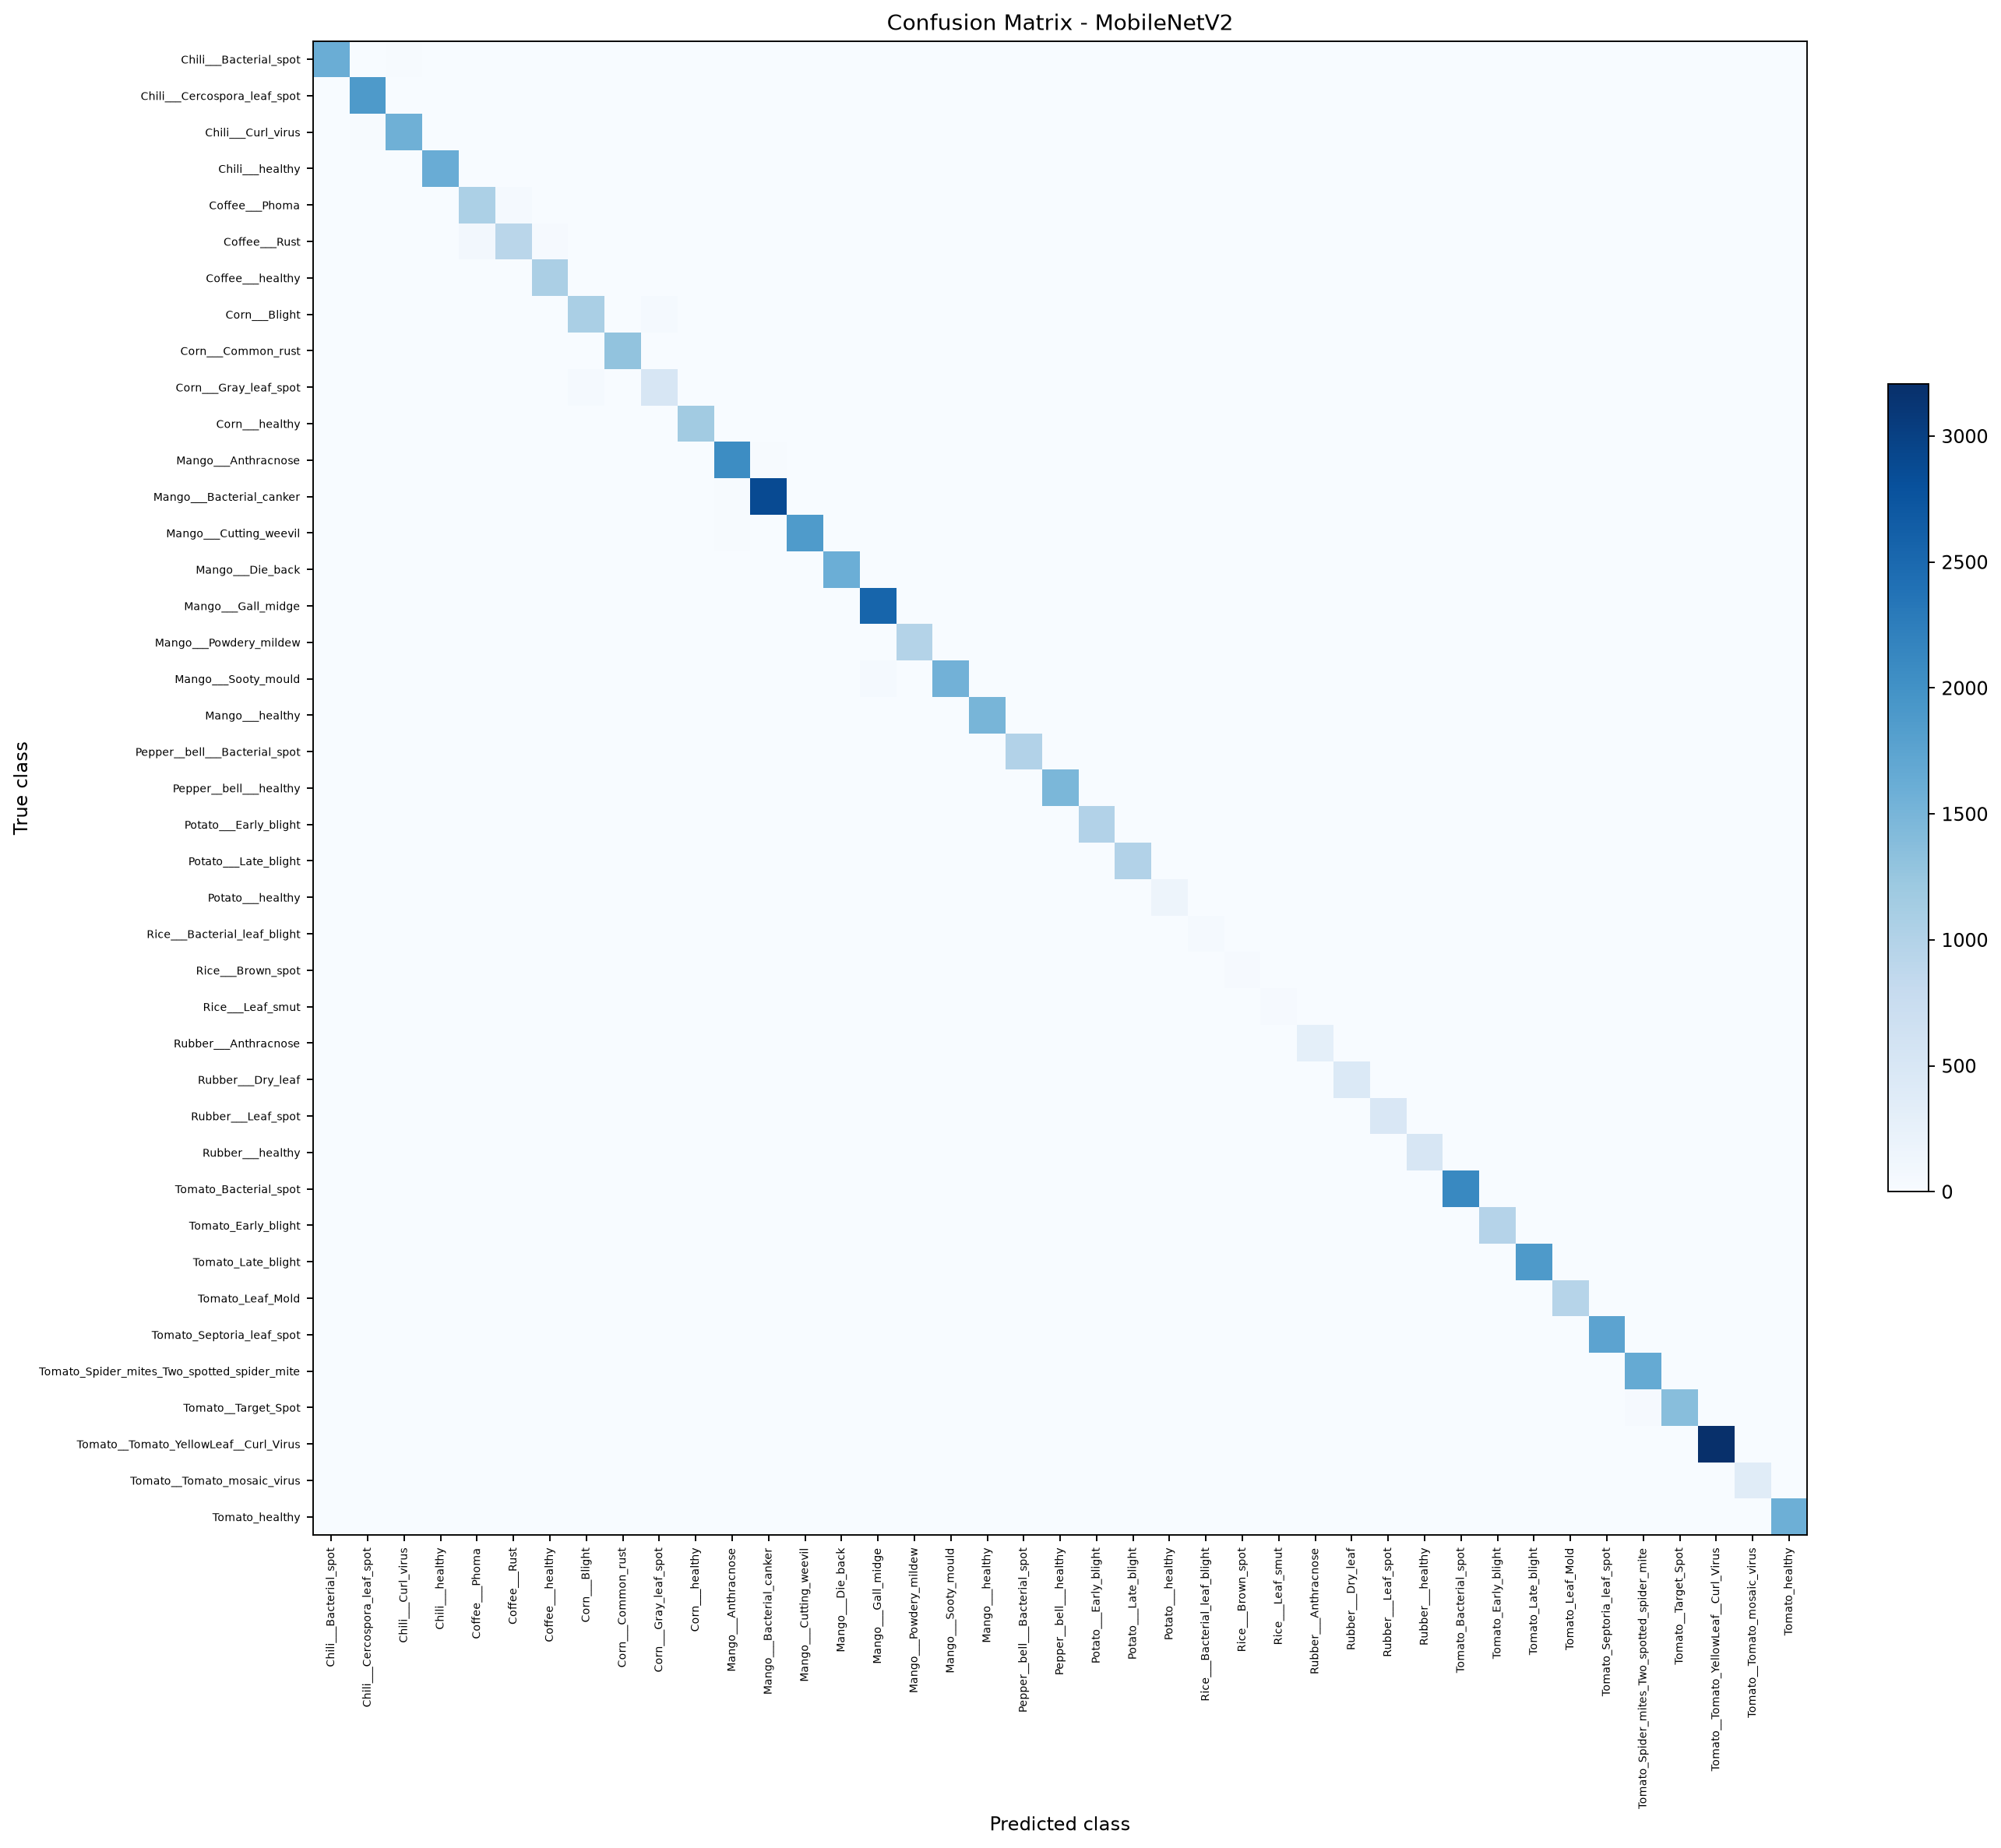 Confusion Matrix - MobileNetV2
True class
Chili___Bacterial_spot
Chili___Cercospora_leaf_spot
Chili___Curl_virus
Chili___healthy
Coffee___Phoma
Coffee___Rust
Coffee___healthy
Corn___Blight
Corn___Common_rust
Corn___Gray_leaf_spot
Corn___healthy
Mango___Anthracnose
Mango___Bacterial_canker
Mango___Cutting_weevil
Mango___Die_back
Mango___Gall_midge
Mango___Powdery_mildew
Mango___Sooty_mould
Mango___healthy
Pepper__bell___Bacterial_spot
Pepper__bell___healthy
Potato___Early_blight
Potato___Late_blight
Potato___healthy
Rice___Bacterial_leaf_blight
Rice___Brown_spot
Rice___Leaf_smut
Rubber___Anthracnose
Rubber___Dry_leaf
Rubber___Leaf_spot
Rubber___healthy
Tomato_Bacterial_spot
Tomato_Early_blight
Tomato_Late_blight
Tomato_Leaf_Mold
Tomato_Septoria_leaf_spot
Tomato_Spider_mites_Two_spotted_spider_mite
Tomato__Target_Spot
Tomato__Tomato_YellowLeaf__Curl_Virus
Tomato__Tomato_mosaic_virus
Tomato_healthy
Chili___Bacterial_spot
Chili___Cercospora_leaf_spot
Chili___Curl_virus
Chili___healthy
Coffee___Phoma
Coffee___Rust
Coffee___healthy
Corn___Blight
Corn___Common_rust
Corn___Gray_leaf_spot
Corn___healthy
Mango___Anthracnose
Mango___Bacterial_canker
Mango___Cutting_weevil
Mango___Die_back
Mango___Gall_midge
Mango___Powdery_mildew
Mango___Sooty_mould
Mango___healthy
Pepper__bell___Bacterial_spot
Pepper__bell___healthy
Potato___Early_blight
Potato___Late_blight
Potato___healthy
Rice___Bacterial_leaf_blight
Rice___Brown_spot
Rice___Leaf_smut
Rubber___Anthracnose
Rubber___Dry_leaf
Rubber___Leaf_spot
Rubber___healthy
Tomato_Bacterial_spot
Tomato_Early_blight
Tomato_Late_blight
Tomato_Leaf_Mold
Tomato_Septoria_leaf_spot
Tomato_Spider_mites_Two_spotted_spider_mite
Tomato__Target_Spot
Tomato__Tomato_YellowLeaf__Curl_Virus
Tomato__Tomato_mosaic_virus
Tomato_healthy
Predicted class
3000
2500
2000
1500
1000
500
0